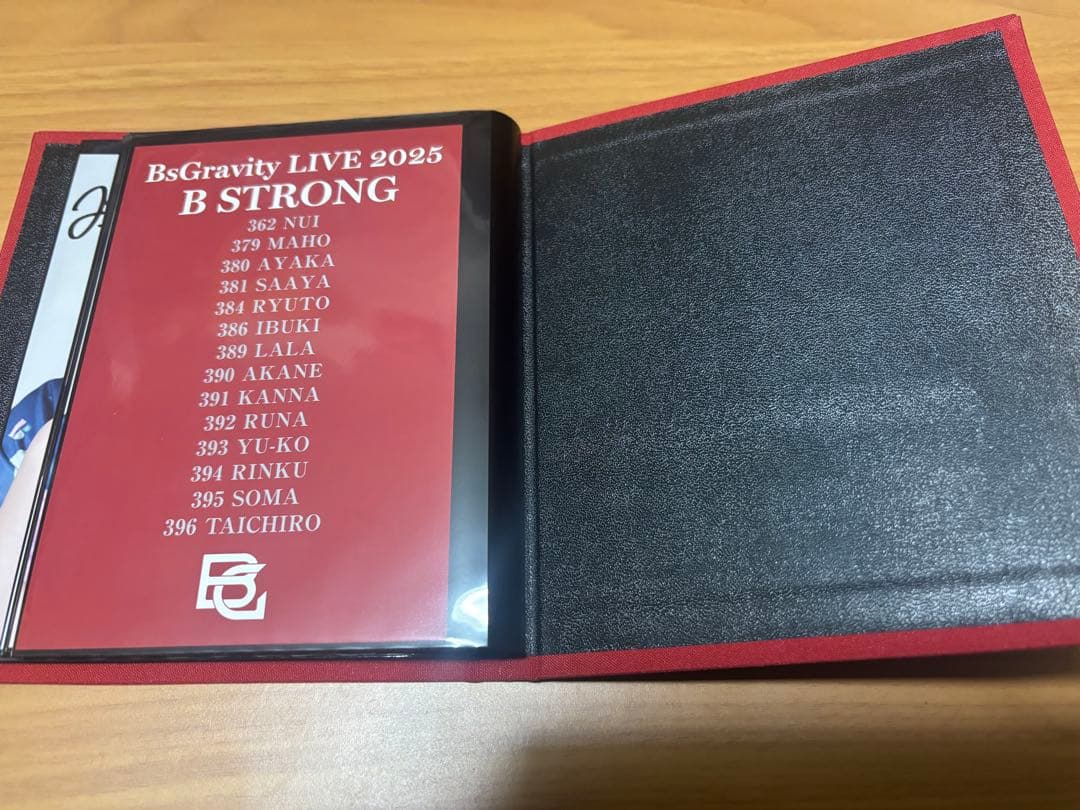 BsGravity LIVE 2025
B STRONG
362 NUI
379 MAHO
380 AYAKA
381 SAAYA
384 RYUTO
386 IBUKI
389 LALA
390 AKANE
391 KANNA
392 RUNA
393 YU-KO
394 RINKU
395 SOMA
396 TAICHIRO
BG